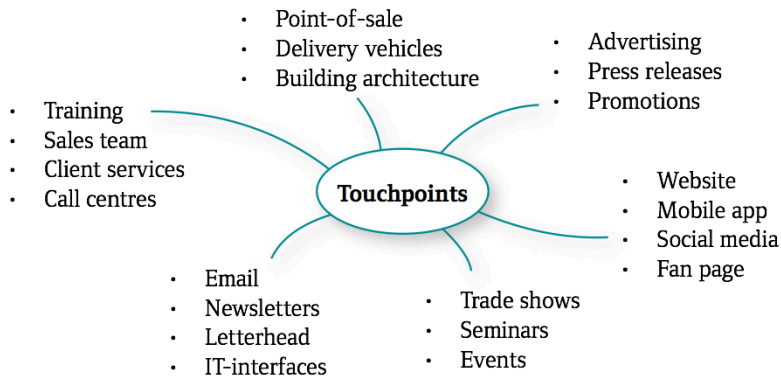 · Point-of-sale
· Delivery vehicles
· Building architecture
· Advertising
· Press releases
· Promotions
· Training
· Sales team
· Client services
· Call centres
Touchpoints
· Website
· Mobile app
· Social media
· Fan page
· Email
· Newsletters
· Letterhead
· IT-interfaces
· Trade shows
· Seminars
· Events